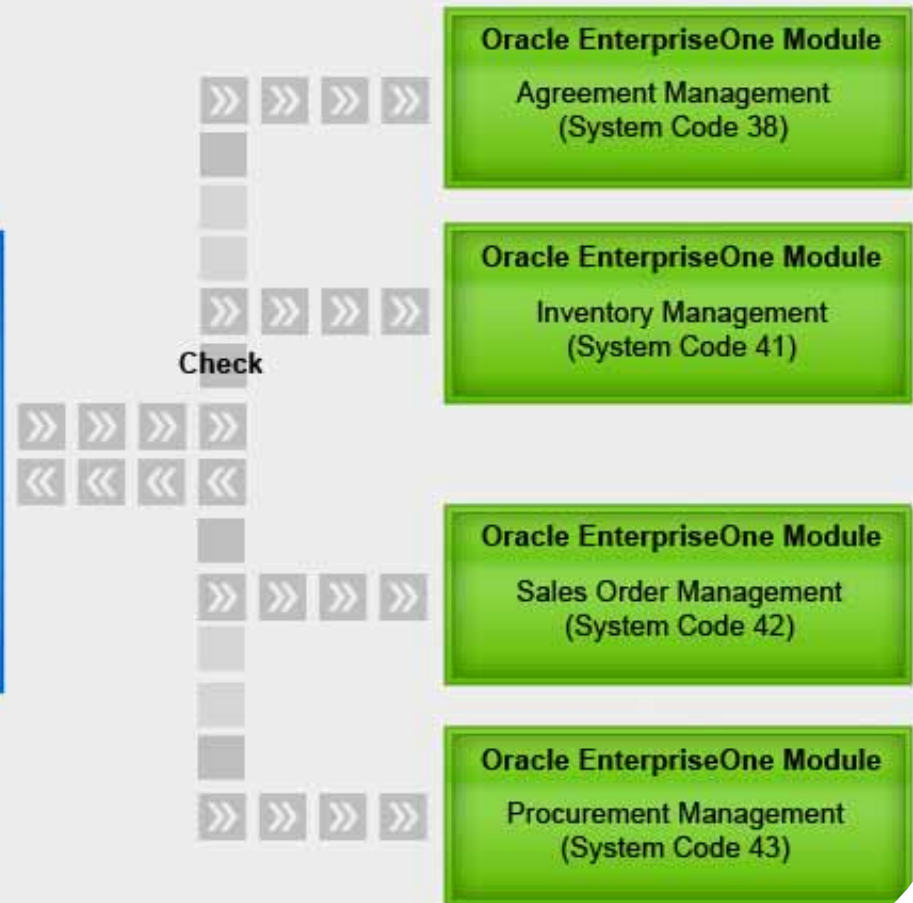 Oracle EnterpriseOne Module
Agreement Management
(System Code 38)
Oracle EnterpriseOne Module
Inventory Management
(System Code 41)
Check
Oracle EnterpriseOne Module
Sales Order Management
(System Code 42)
Oracle EnterpriseOne Module
Procurement Management
(System Code 43)